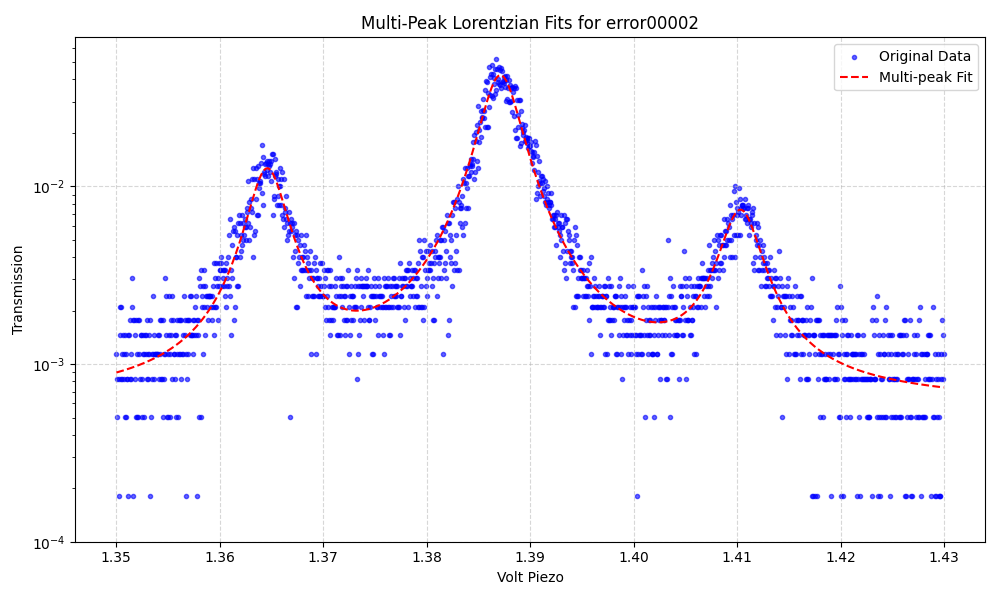 Multi-Peak Lorentzian Fits for error00002
Original Data
Multi-peak Fit
Transmission
10⁻²
10⁻³
10⁻⁴
1.35 1.36 1.37 1.38 1.39 1.40 1.41 1.42 1.43
Volt Piezo